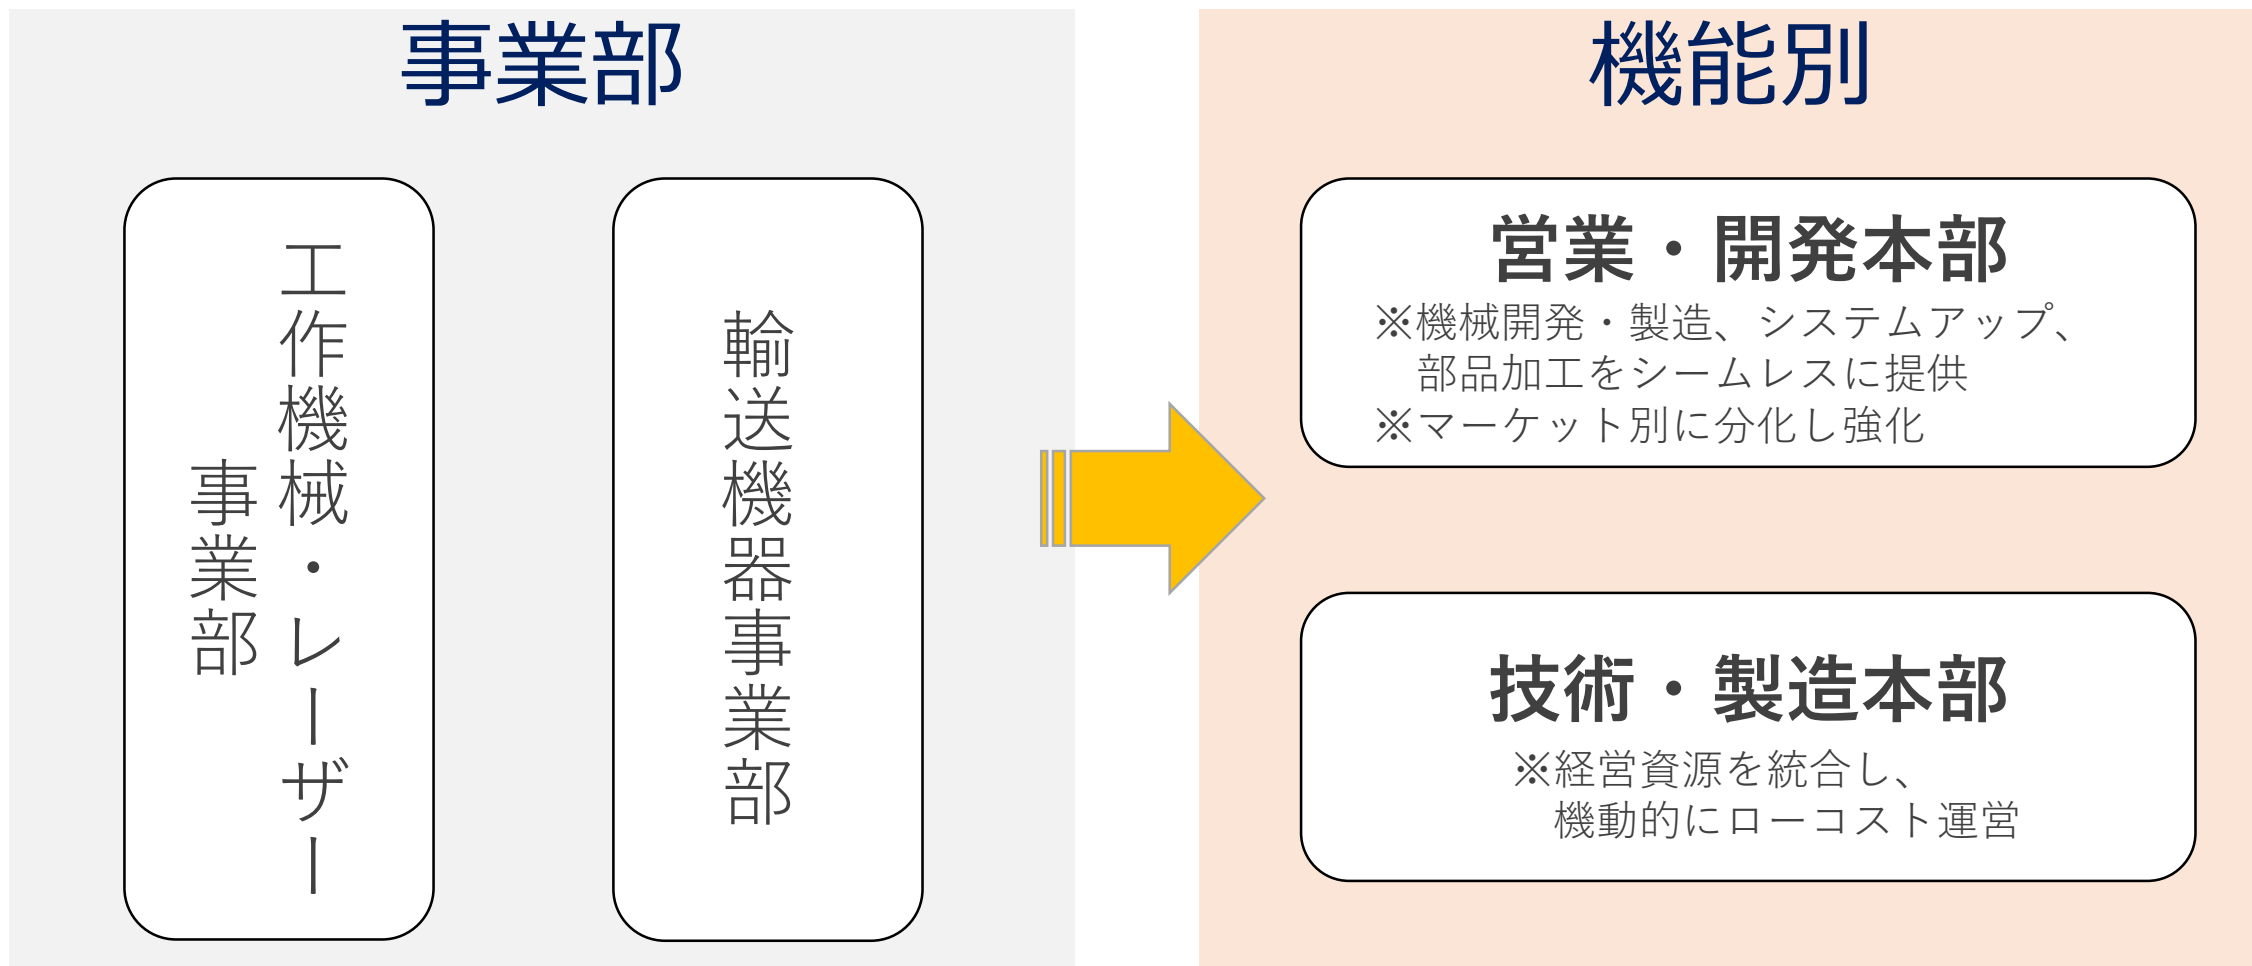 事業部
工作機械・レーザー
事業部
輸送機器事業部
機能別
営業・開発本部
※機械開発・製造、システムアップ、
部品加工をシームレスに提供
※マーケット別に分化し強化
技術・製造本部
※経営資源を統合し、
機動的にローコスト運営